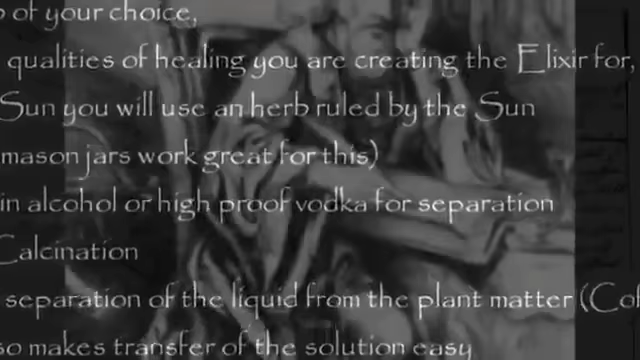 of your choice,
qualities of healing you are creating the Elixir for,
Sun you will use an herb ruled by the Sun
mason jars work great for this)
in alcohol or high proof vodka for separation
Calcination
separation of the liquid from the plant matter (Cof
so makes transfer of the solution easy